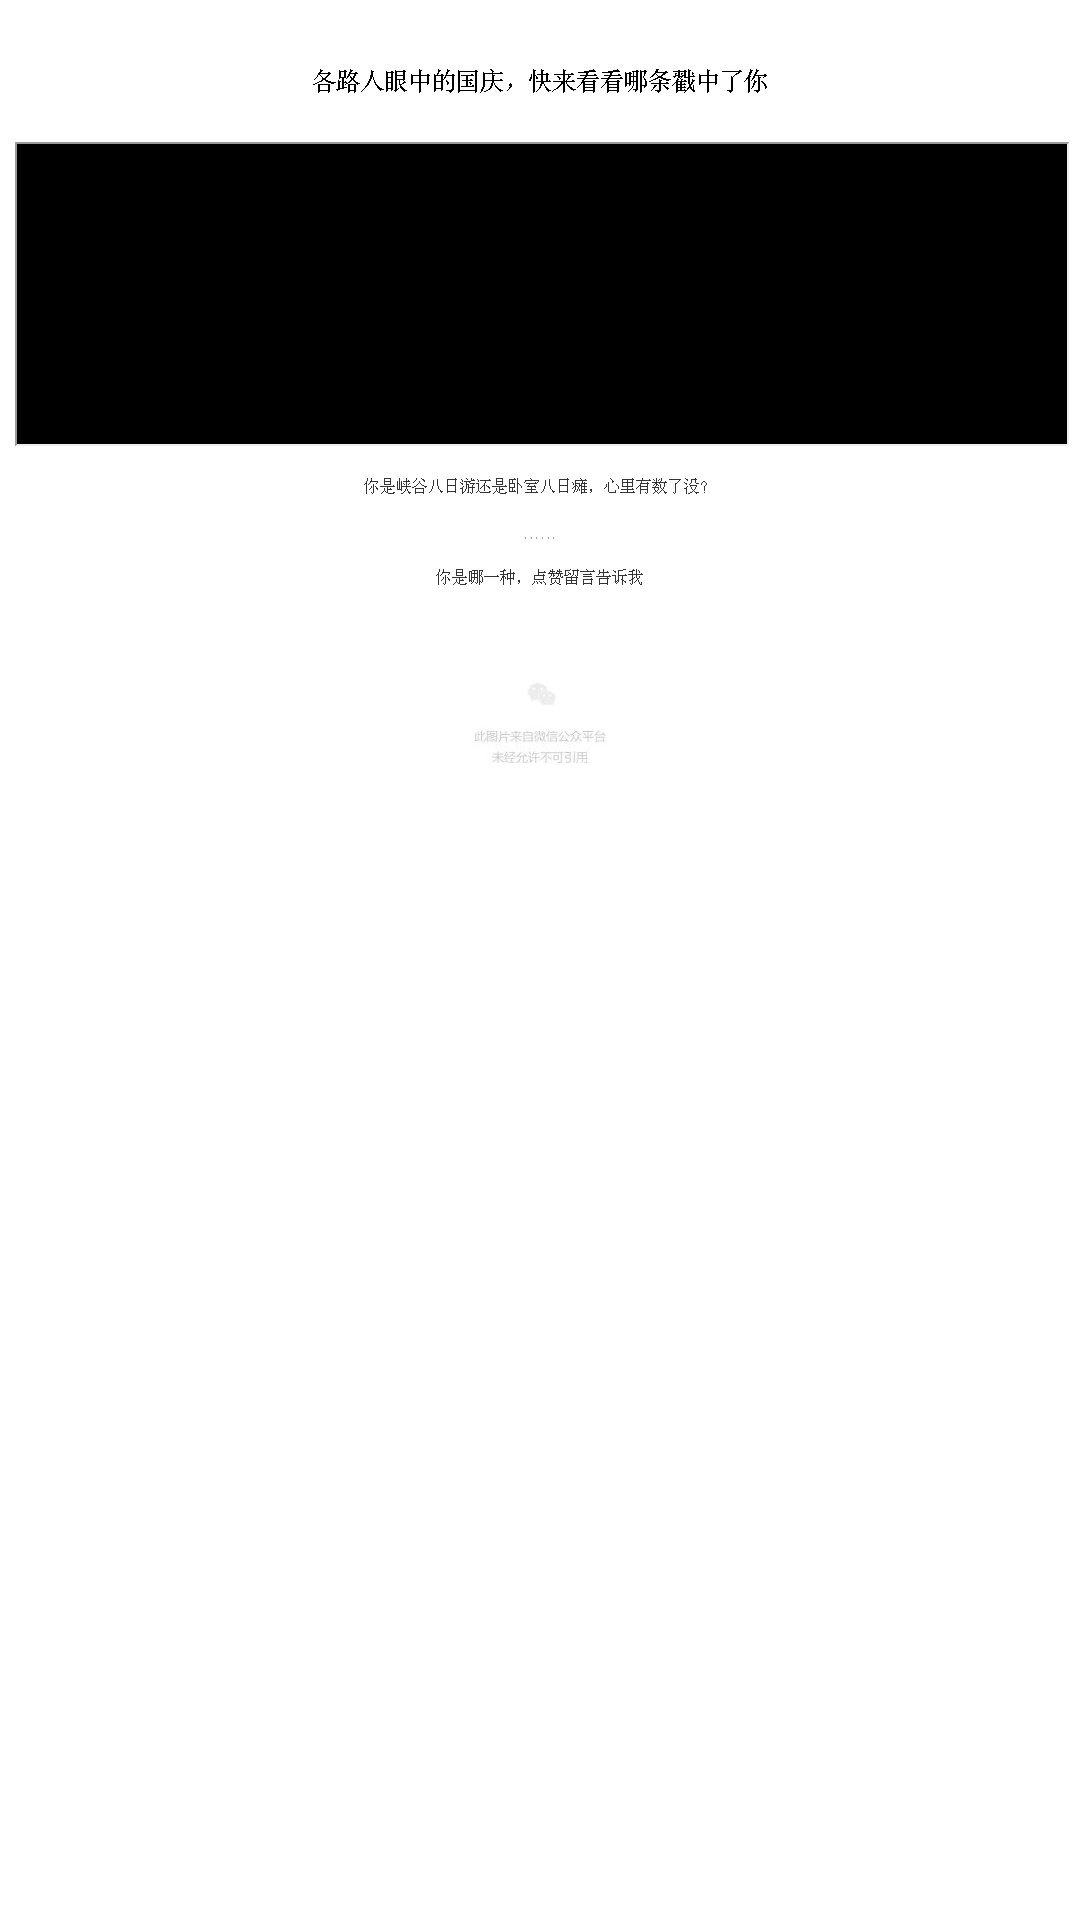 各路人眼中的国庆，快来看看哪条戳中了你
你是峡谷八日游还是卧室八日瘫，心里有数了没？
......
你是哪一种，点赞留言告诉我
此图片来自微信公众平台
未经允许不可引用